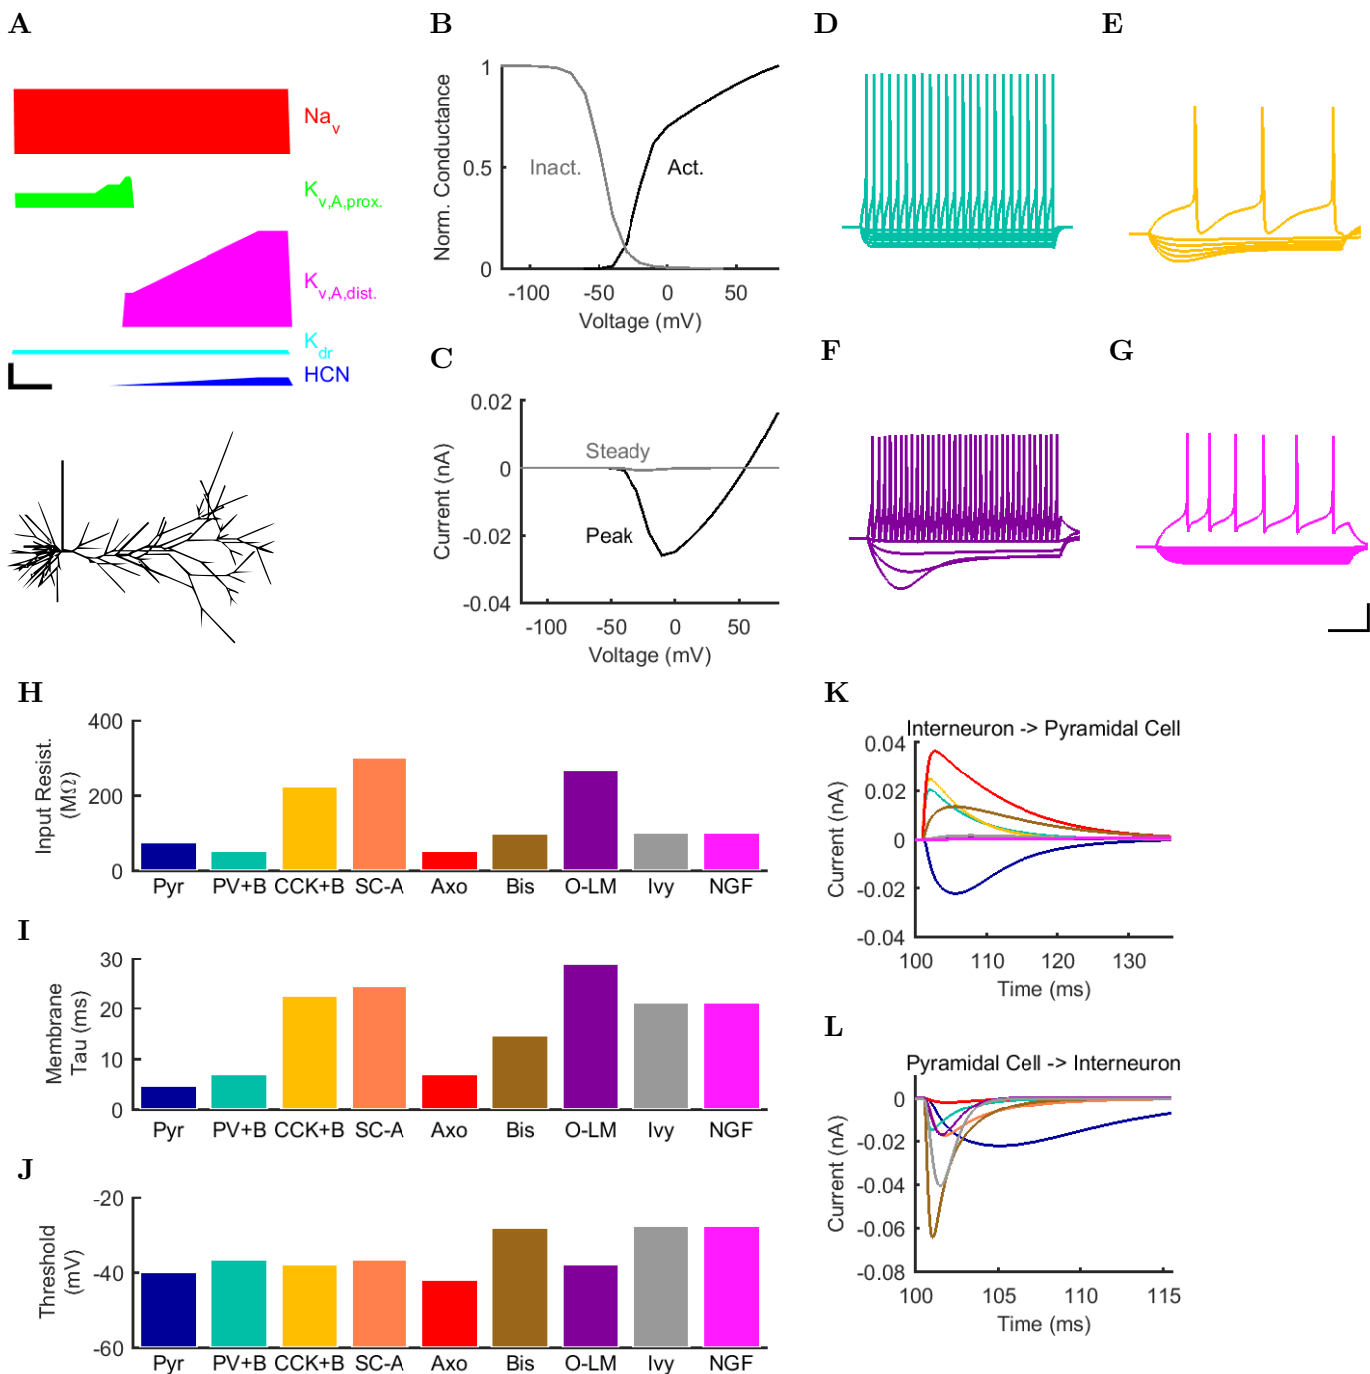 A
Na_v
K_v,A,prox.
K_v,A,dist.
K_dr
HCN
B
1
0.5
0
Norm. Conductance
Inact.
Act.
-100 -50 0 50
Voltage (mV)
C
0.02
0
-0.02
-0.04
Current (nA)
Steady
Peak
-100 -50 0 50
Voltage (mV)
D
E
F
G
H
400
200
0
Input Resist.
(MΩ)
Pyr PV+B CCK+B SC-A Axo Bis O-LM Ivy NGF
I
30
20
10
0
Membrane
Tau (ms)
Pyr PV+B CCK+B SC-A Axo Bis O-LM Ivy NGF
J
-20
-40
-60
Threshold
(mV)
Pyr PV+B CCK+B SC-A Axo Bis O-LM Ivy NGF
K
Interneuron -> Pyramidal Cell
0.04
0.02
0
-0.02
-0.04
Current (nA)
100 110 120 130
Time (ms)
L
Pyramidal Cell -> Interneuron
0
-0.02
-0.04
-0.06
-0.08
Current (nA)
100 105 110 115
Time (ms)